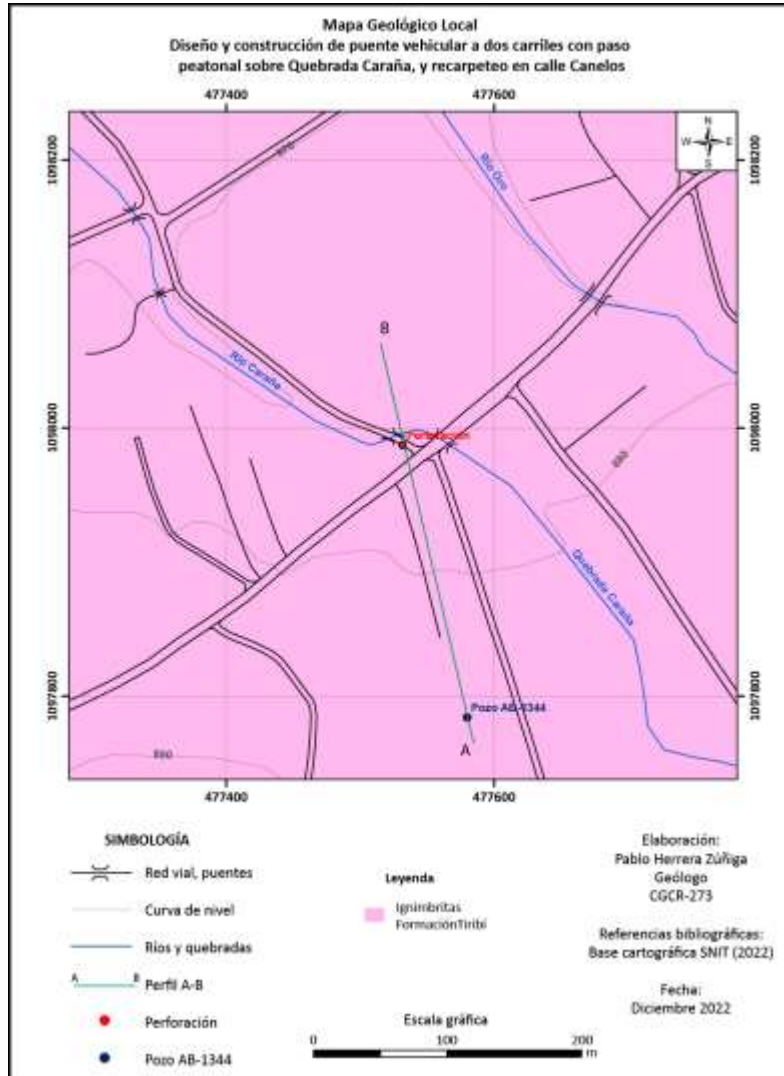 Mapa Geológico Local
Diseño y construcción de puente vehicular a dos carriles con paso
peatonal sobre Quebrada Caraña, y recarpeteo en calle Canelos
477400
477600
1098200
1098200
N
W
E
S
870
Río Oro
B
Río Caraña
1098000
1098000
Perforación
880
Quebrada Caraña
1097800
1097800
Pozo AB-1344
A
890
477400
477600
SIMBOLOGÍA
Red vial, puentes
Curva de nivel
Ríos y quebradas
A
B
Perfil A-B
Perforación
Pozo AB-1344
Leyenda
Ignimbritas
FormaciónTiribí
Escala gráfica
0
100
200
m
Elaboración:
Pablo Herrera Zúñiga
Geólogo
CGCR-273
Referencias bibliográficas:
Base cartográfica SNIT (2022)
Fecha:
Diciembre 2022